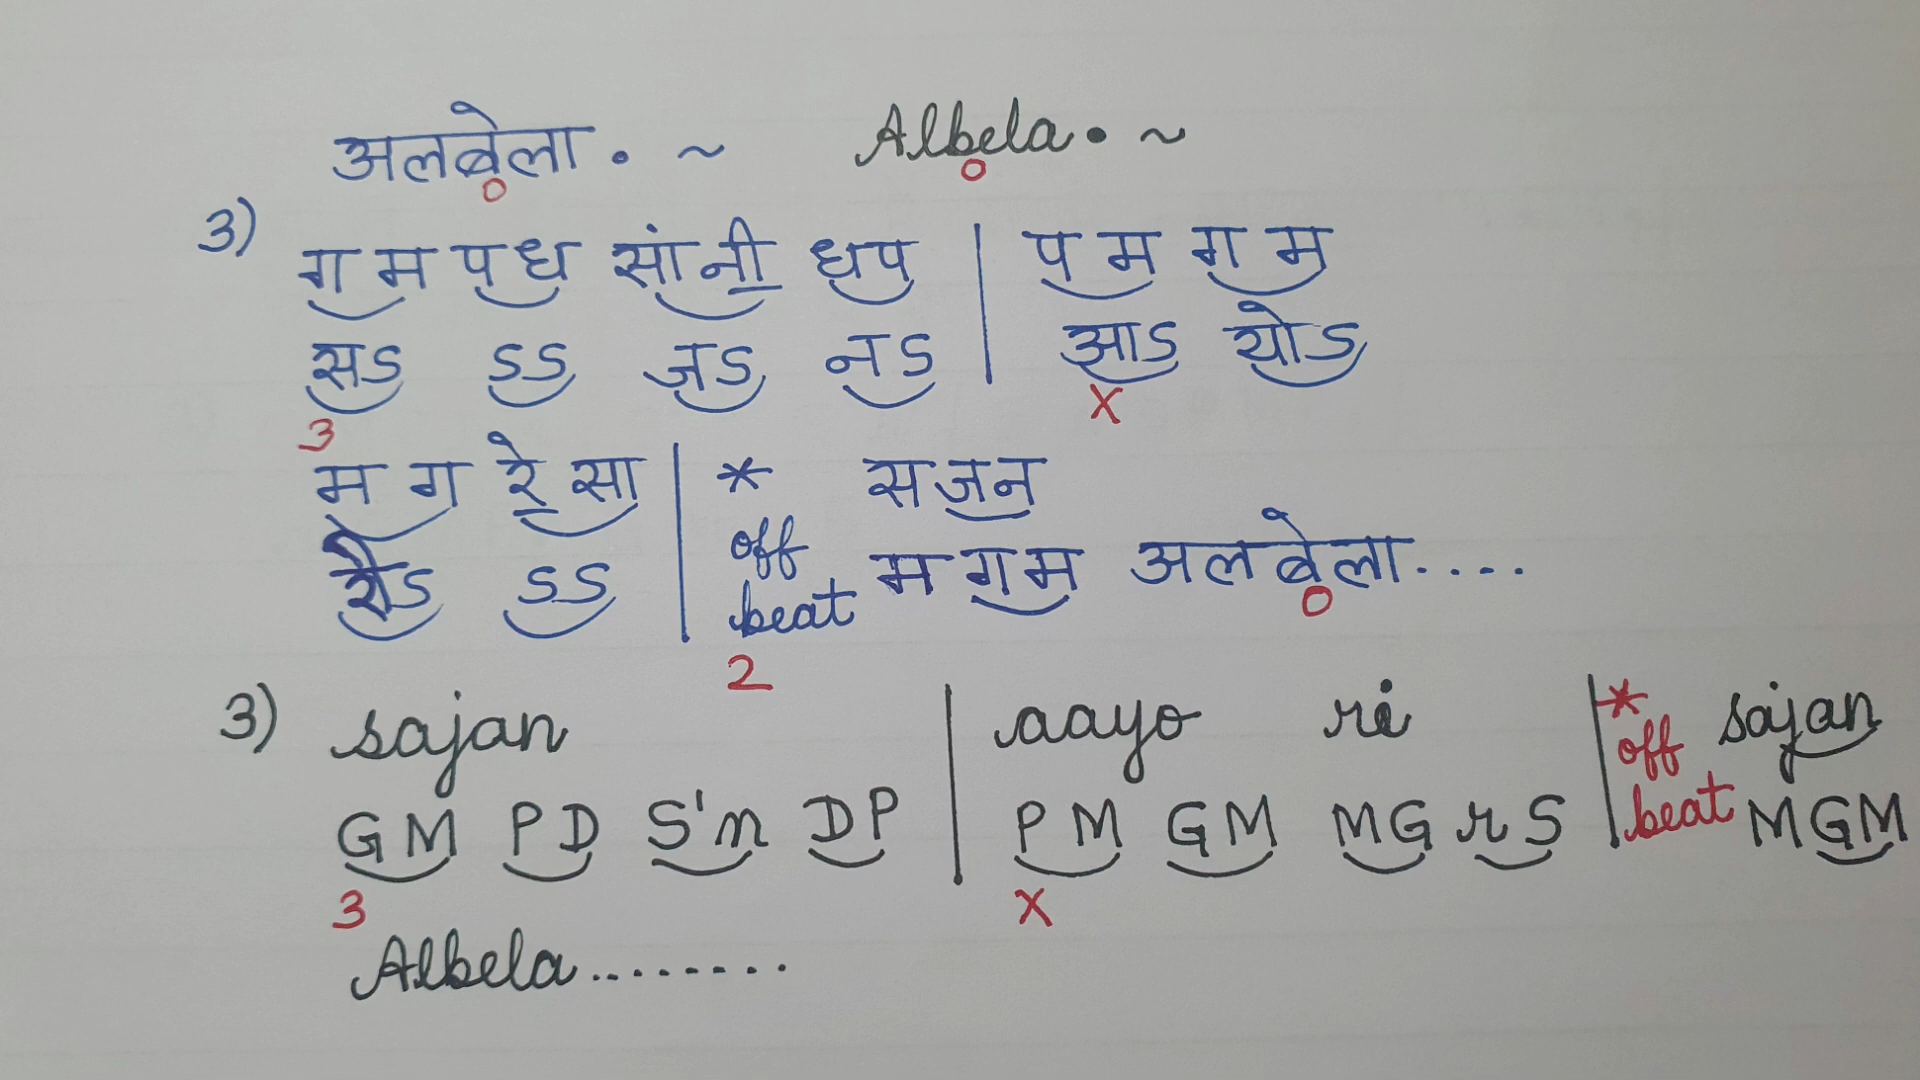 अलबे॒ला . ~ Albela . ~
o o
3) ग म प ध सां नी॒ ध प | प म ग म
सऽ ऽऽ जऽ नऽ | आऽ योऽ
3 X
म ग रे॒ सा | * सजन
रीऽ ऽऽ off beat म ग म अलबेला....
2 o
3) sajan | aayo ri | * off beat sajan
GM PD S'n DP | PM GM MG rS | MGM
3 X
Albela........